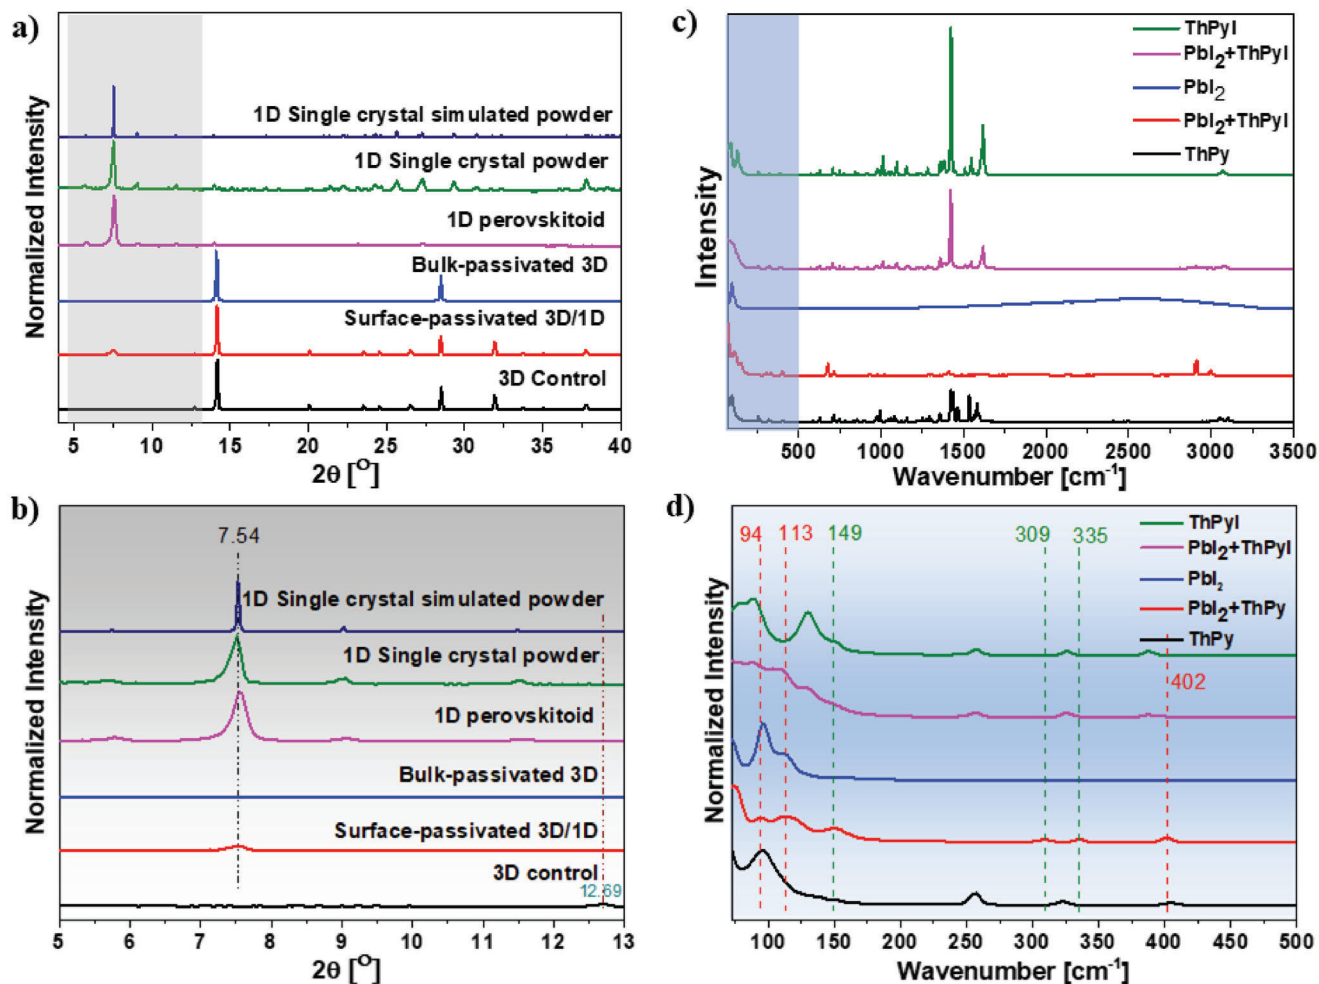 a)
Normalized Intensity
1D Single crystal simulated powder
1D Single crystal powder
1D perovskitoid
Bulk-passivated 3D
Surface-passivated 3D/1D
3D Control
5 10 15 20 25 30 35 40
2θ [O]
c)
Intensity
ThPyI
PbI2+ThPyI
PbI2
PbI2+ThPyI
ThPy
500 1000 1500 2000 2500 3000 3500
Wavenumber [cm-1]
b)
Normalized Intensity
7.54
1D Single crystal simulated powder
1D Single crystal powder
1D perovskitoid
Bulk-passivated 3D
Surface-passivated 3D/1D
3D control
12.69
5 6 7 8 9 10 11 12 13
2θ [O]
d)
Normalized Intensity
94 113 149 309 335
ThPyI
PbI2+ThPyI
PbI2
PbI2+ThPy
ThPy
402
100 150 200 250 300 350 400 450 500
Wavenumber [cm-1]